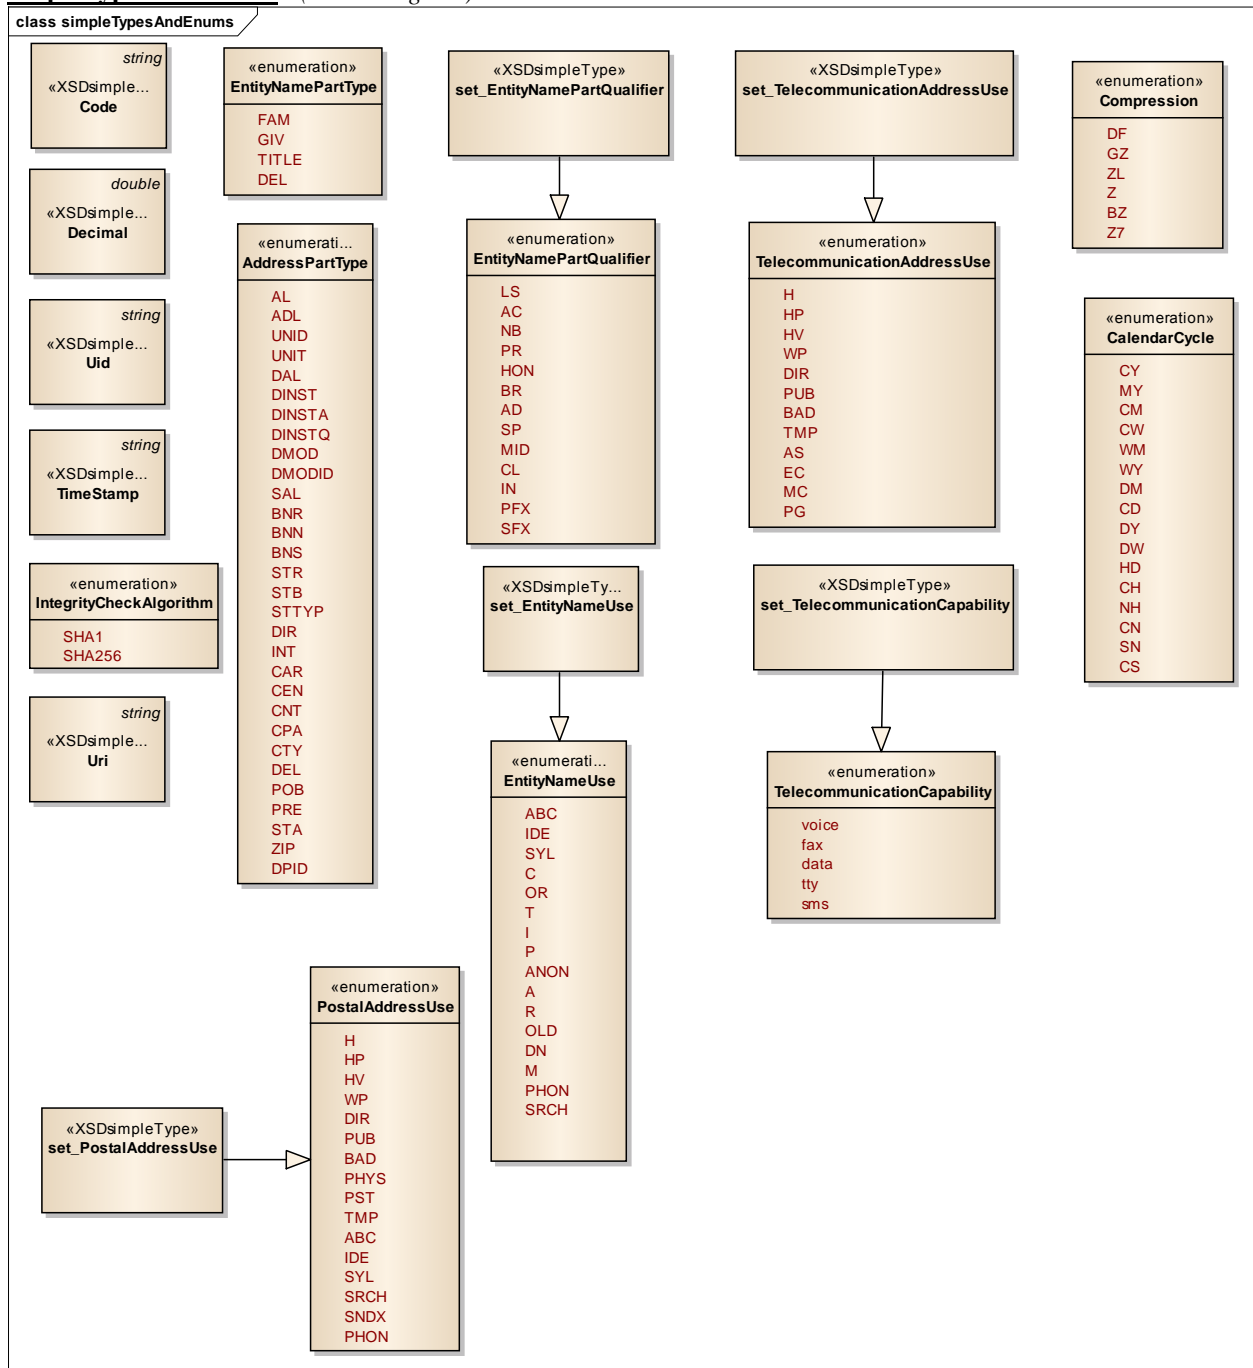 class simpleTypesAndEnums
string
«XSDsimple...
Code
double
«XSDsimple...
Decimal
string
«XSDsimple...
Uid
string
«XSDsimple...
TimeStamp
«enumeration»
IntegrityCheckAlgorithm
SHA1
SHA256
string
«XSDsimple...
Uri
«enumeration»
EntityNamePartType
FAM
GIV
TITLE
DEL
«enumerati...
AddressPartType
AL
ADL
UNID
UNIT
DAL
DINST
DINSTA
DINSTQ
DMOD
DMODID
SAL
BNR
BNN
BNS
STR
STB
STTYP
DIR
INT
CAR
CEN
CNT
CPA
CTY
DEL
POB
PRE
STA
ZIP
DPID
«XSDsimpleType»
set_EntityNamePartQualifier
«enumeration»
EntityNamePartQualifier
LS
AC
NB
PR
HON
BR
AD
SP
MID
CL
IN
PFX
SFX
«XSDsimpleTy...
set_EntityNameUse
«enumerati...
EntityNameUse
ABC
IDE
SYL
C
OR
T
I
P
ANON
A
R
OLD
DN
M
PHON
SRCH
«XSDsimpleType»
set_TelecommunicationAddressUse
«enumeration»
TelecommunicationAddressUse
H
HP
HV
WP
DIR
PUB
BAD
TMP
AS
EC
MC
PG
«XSDsimpleType»
set_TelecommunicationCapability
«enumeration»
TelecommunicationCapability
voice
fax
data
tty
sms
«enumeration»
Compression
DF
GZ
ZL
Z
BZ
Z7
«enumeration»
CalendarCycle
CY
MY
CM
CW
WM
WY
DM
CD
DY
DW
HD
CH
NH
CN
SN
CS
«XSDsimpleType»
set_PostalAddressUse
«enumeration»
PostalAddressUse
H
HP
HV
WP
DIR
PUB
BAD
PHYS
PST
TMP
ABC
IDE
SYL
SRCH
SNDX
PHON